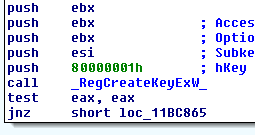 push ebx
push ebx ; Acces
push ebx ; Optio
push esi ; Subke
push 80000001h ; hKey
call _RegCreateKeyExW_
test eax, eax
jnz short loc_11BC865